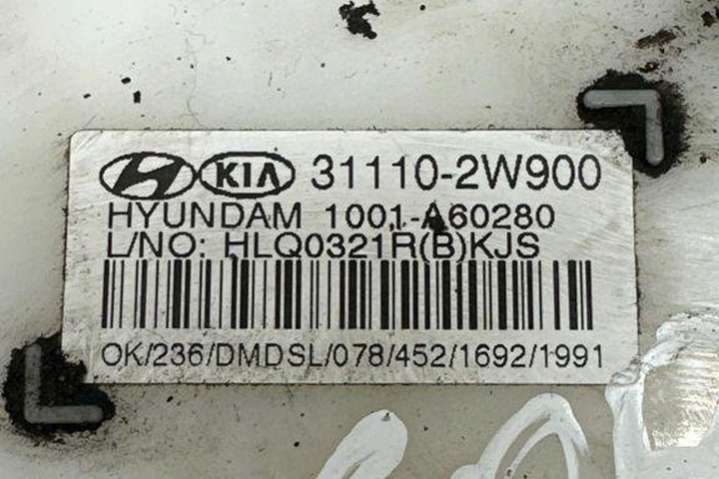 KIA 31110-2W900
HYUNDAM 1001-A60280
L/NO: HLQ0321R(B)KJS
OK/236/DMDSL/078/452/1692/1991